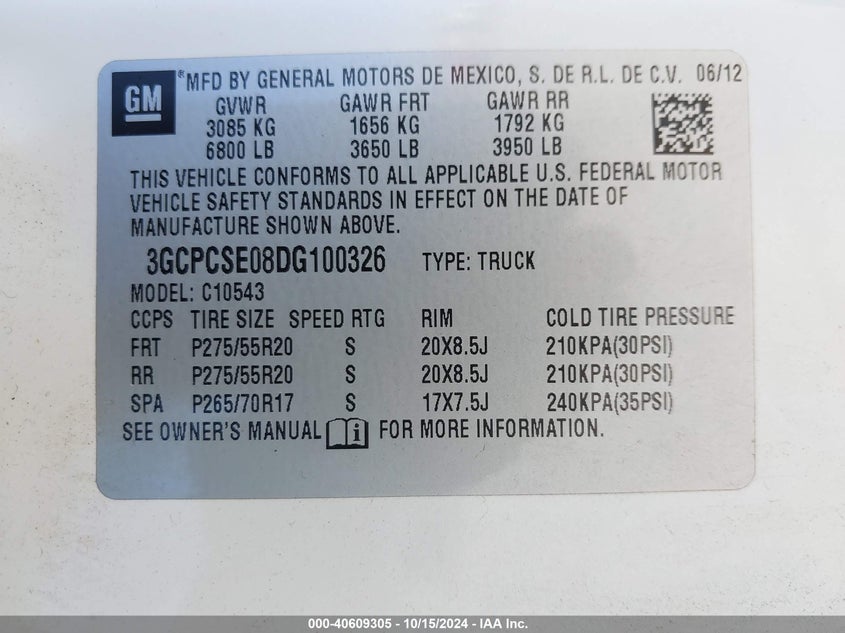 GM ®MFD BY GENERAL MOTORS DE MEXICO, S. DE R.L. DE C.V. 06/12
GVWR GAWR FRT GAWR RR
3085 KG 1656 KG 1792 KG
6800 LB 3650 LB 3950 LB
THIS VEHICLE CONFORMS TO ALL APPLICABLE U.S. FEDERAL MOTOR
VEHICLE SAFETY STANDARDS IN EFFECT ON THE DATE OF
MANUFACTURE SHOWN ABOVE.
3GCPCSE08DG100326 TYPE: TRUCK
MODEL: C10543
CCPS TIRE SIZE SPEED RTG RIM COLD TIRE PRESSURE
FRT P275/55R20 S 20X8.5J 210KPA(30PSI)
RR P275/55R20 S 20X8.5J 210KPA(30PSI)
SPA P265/70R17 S 17X7.5J 240KPA(35PSI)
SEE OWNER'S MANUAL i FOR MORE INFORMATION.
000-40609305 - 10/15/2024 - IAA Inc.